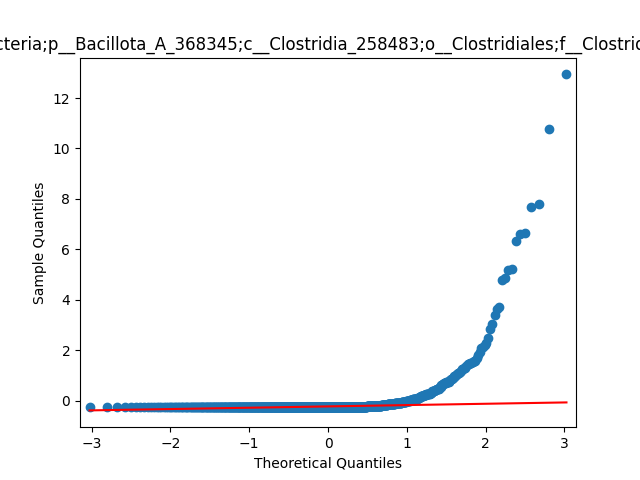 cteria;p__Bacillota_A_368345;c__Clostridia_258483;o__Clostridiales;f__Clostrid
12
10
8
6
4
2
0
Sample Quantiles
−3 −2 −1 0 1 2 3
Theoretical Quantiles